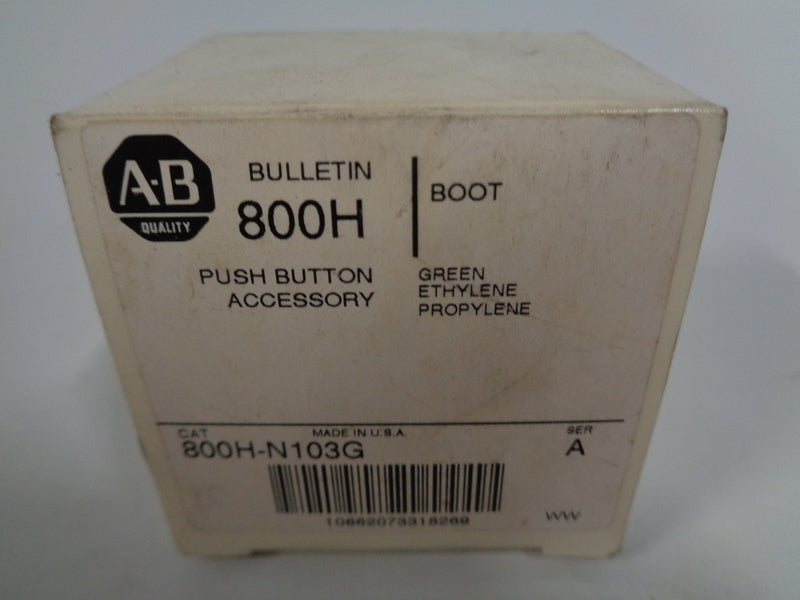 A·B
QUALITY
BULLETIN
800H
BOOT
PUSH BUTTON
ACCESSORY
GREEN
ETHYLENE
PROPYLENE
CAT
MADE IN U.S.A.
SER
800H-N103G
A
10662073318269
WW